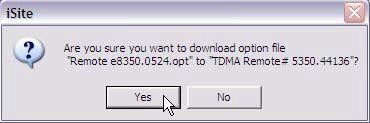 iSite
Are you sure you want to download option file
"Remote e8350.0524.opt" to "TDMA Remote# 5350.44136"?
Yes
No